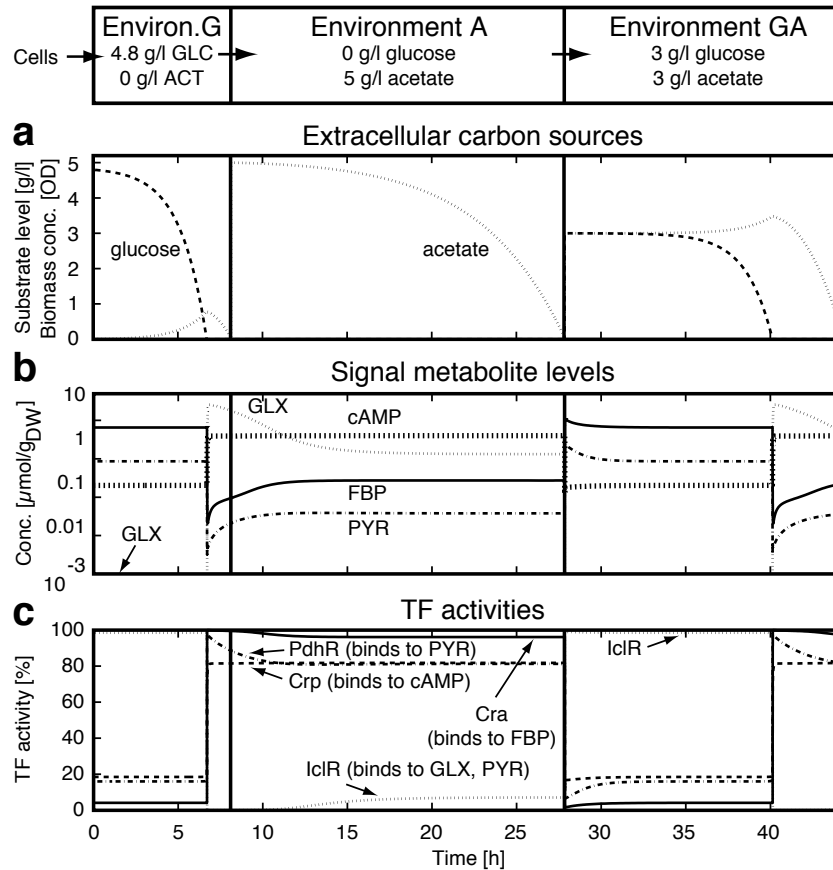 Cells
Environ.G
4.8 g/l GLC
0 g/l ACT
Environment A
0 g/l glucose
5 g/l acetate
Environment GA
3 g/l glucose
3 g/l acetate
a
Extracellular carbon sources
Substrate level [g/l]
Biomass conc. [OD]
5
4
3
2
1
0
glucose
acetate
b
Signal metabolite levels
Conc. [µmol/gDW]
10
1
0.1
0.01
-3
10
GLX
cAMP
FBP
PYR
GLX
c
TF activities
TF activity [%]
100
80
60
40
20
0
PdhR (binds to PYR)
Crp (binds to cAMP)
Cra
(binds to FBP)
IclR (binds to GLX, PYR)
IclR
0 5 10 15 20 25 30 35 40
Time [h]